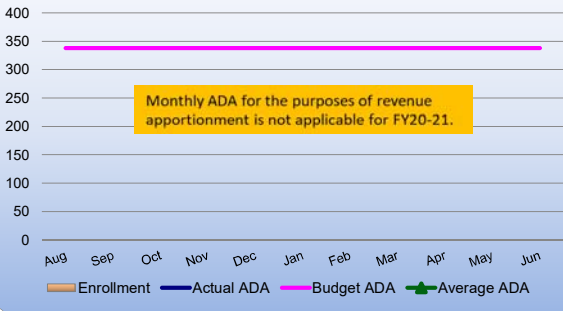 400
350
300
250
200
150
100
50
0
Monthly ADA for the purposes of revenue
apportionment is not applicable for FY20-21.
Aug Sep Oct Nov Dec Jan Feb Mar Apr May Jun
Enrollment Actual ADA Budget ADA Average ADA